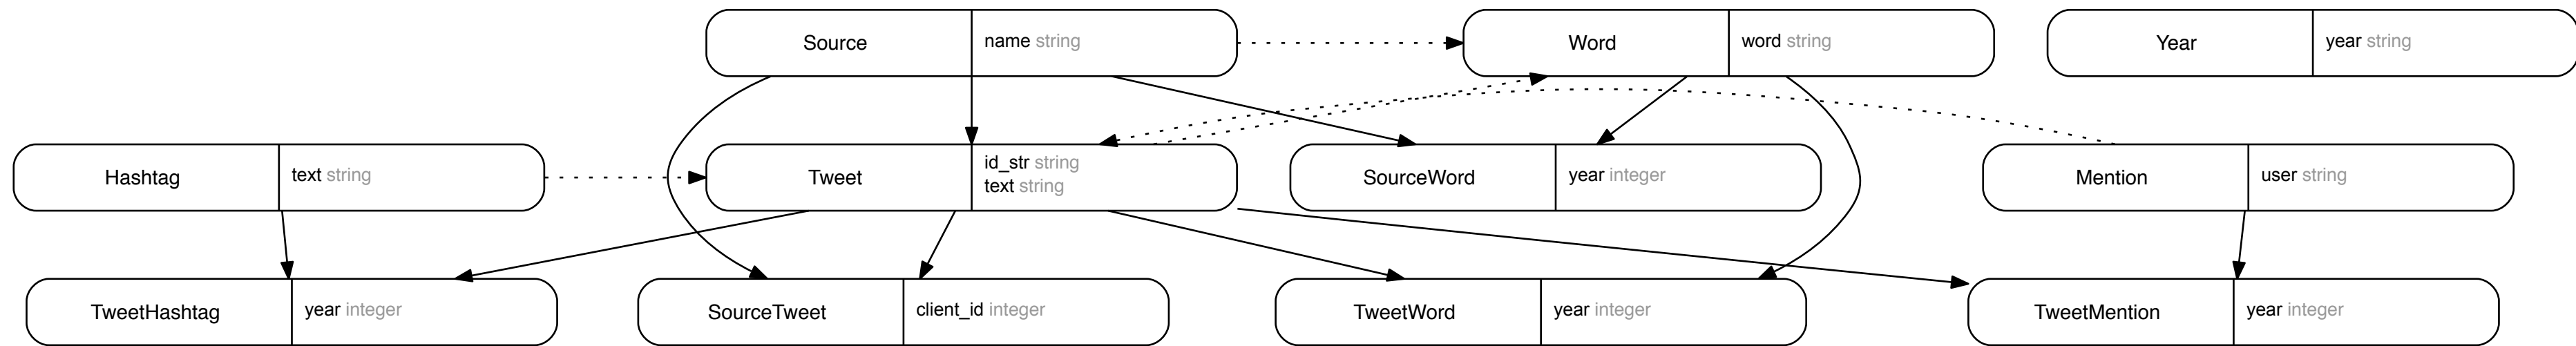 Source
name string
Word
word string
Year
year string
Hashtag
text string
Tweet
id_str string
text string
SourceWord
year integer
Mention
user string
TweetHashtag
year integer
SourceTweet
client_id integer
TweetWord
year integer
TweetMention
year integer